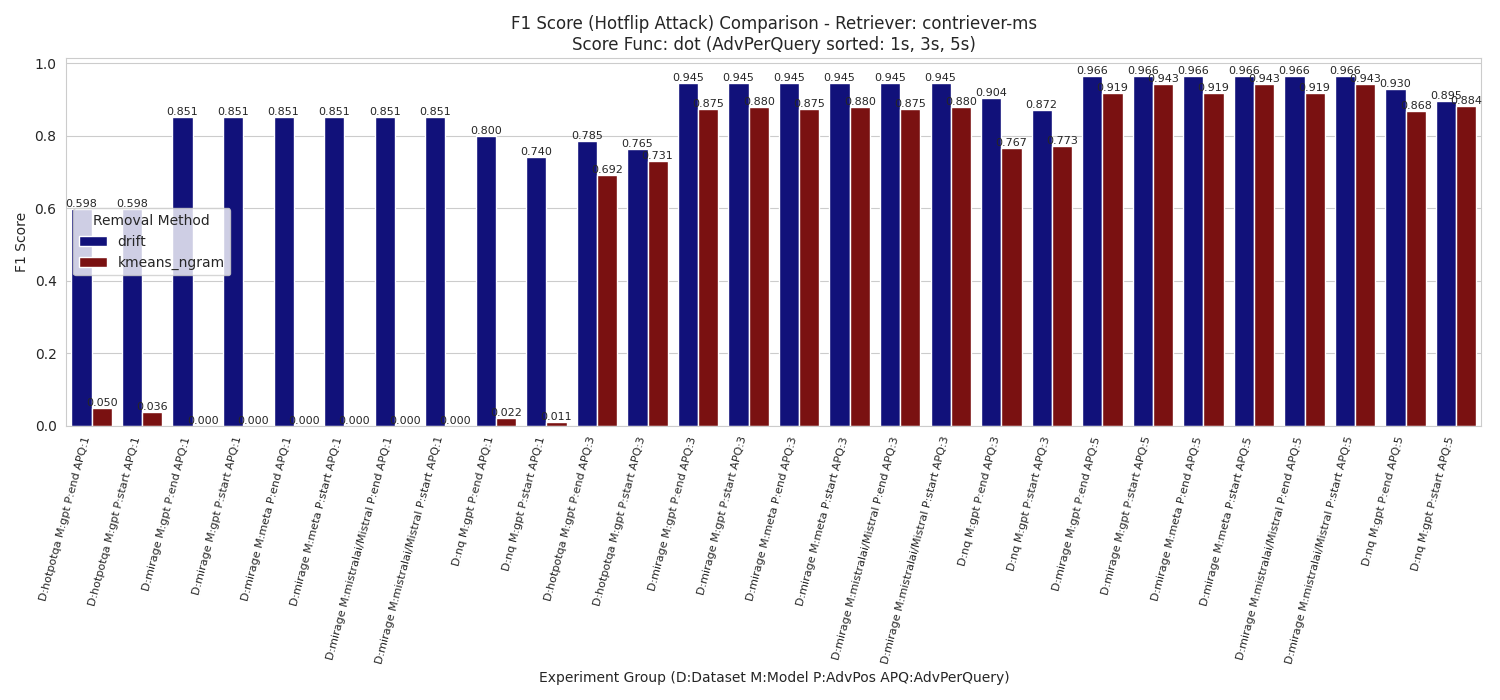 F1 Score (Hotflip Attack) Comparison - Retriever: contriever-ms
Score Func: dot (AdvPerQuery sorted: 1s, 3s, 5s)
F1 Score
1.0
0.8
0.6
0.4
0.2
0.0
Removal Method
drift
kmeans_ngram
0.598
0.050
0.598
0.036
0.851
0.000
0.851
0.000
0.851
0.000
0.851
0.000
0.851
0.000
0.851
0.000
0.800
0.022
0.740
0.011
0.785
0.692
0.765
0.731
0.945
0.875
0.945
0.880
0.945
0.875
0.945
0.880
0.945
0.875
0.945
0.880
0.904
0.767
0.872
0.773
0.966
0.919
0.966
0.943
0.966
0.919
0.966
0.943
0.966
0.919
0.966
0.943
0.930
0.868
0.895
0.884
D:hotpotqa M:gpt P:end APQ:1
D:hotpotqa M:gpt P:start APQ:1
D:mirage M:gpt P:end APQ:1
D:mirage M:gpt P:start APQ:1
D:mirage M:meta P:end APQ:1
D:mirage M:meta P:start APQ:1
D:mirage M:mistralai/Mistral P:end APQ:1
D:mirage M:mistralai/Mistral P:start APQ:1
D:nq M:gpt P:end APQ:1
D:nq M:gpt P:start APQ:1
D:hotpotqa M:gpt P:end APQ:3
D:hotpotqa M:gpt P:start APQ:3
D:mirage M:gpt P:end APQ:3
D:mirage M:gpt P:start APQ:3
D:mirage M:meta P:end APQ:3
D:mirage M:meta P:start APQ:3
D:mirage M:mistralai/Mistral P:end APQ:3
D:mirage M:mistralai/Mistral P:start APQ:3
D:nq M:gpt P:end APQ:3
D:nq M:gpt P:start APQ:3
D:mirage M:gpt P:end APQ:5
D:mirage M:gpt P:start APQ:5
D:mirage M:meta P:end APQ:5
D:mirage M:meta P:start APQ:5
D:mirage M:mistralai/Mistral P:end APQ:5
D:mirage M:mistralai/Mistral P:start APQ:5
D:nq M:gpt P:end APQ:5
D:nq M:gpt P:start APQ:5
Experiment Group (D:Dataset M:Model P:AdvPos APQ:AdvPerQuery)